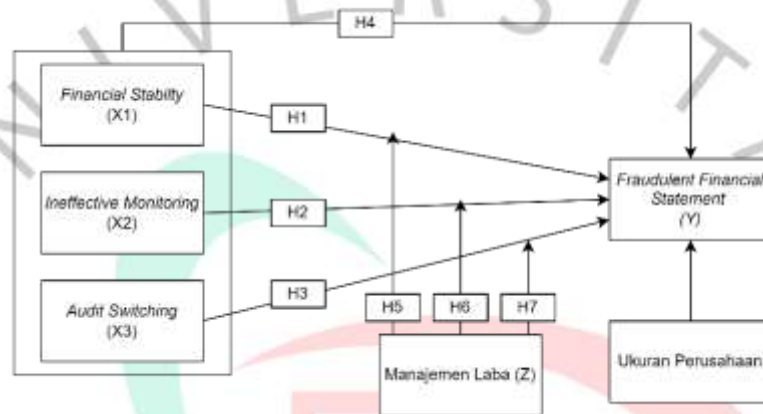 NIVERSITA
H4
Financial Stabilty
(X1)
H1
Ineffective Monitoring
(X2)
H2
Fraudulent Financial
Statement
(Y)
Audit Switching
(X3)
H3
H5
H6
H7
Manajemen Laba (Z)
Ukuran Perusahaan